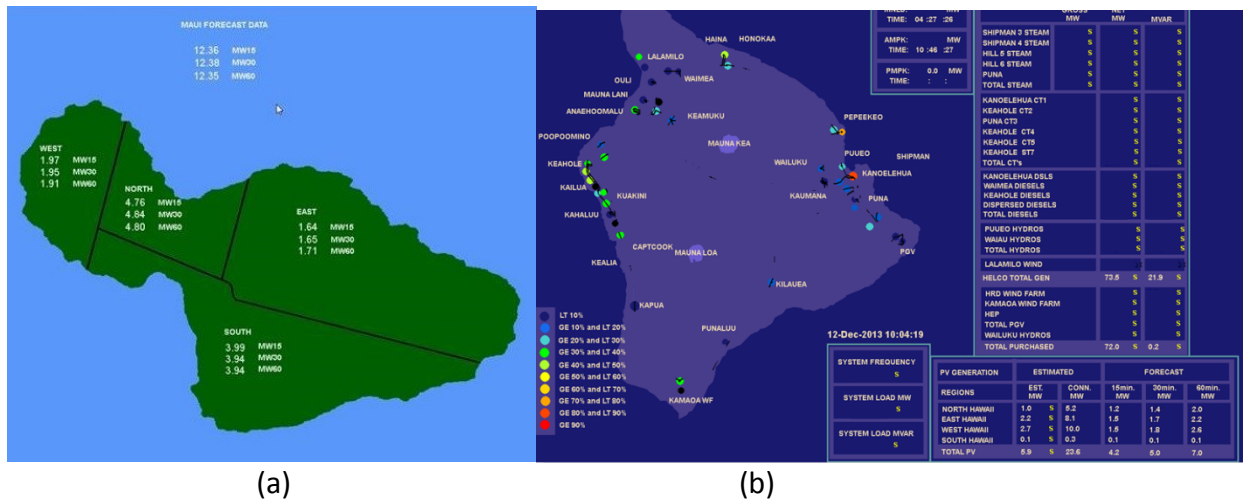 MAUI FORECAST DATA
12.36 MW15
12.38 MW30
12.35 MW60
WEST
1.97 MW15
1.95 MW30
1.91 MW60
NORTH
4.76 MW15
4.84 MW30
4.80 MW60
EAST
1.64 MW15
1.65 MW30
1.71 MW60
SOUTH
3.99 MW15
3.94 MW30
3.94 MW60
(a)
HAINA HONOKAA
LALAMILO
OULI WAIMEA
MAUNA LANI
ANAEHOOMALU
KEAMUKU
PEPEEKEO
POOPOOMINO
MAUNA KEA
KEAHOLE
WAILUKU PUUEO SHIPMAN
KANOELEHUA
KAILUA KUAKINI
KAUMANA PUNA
KAHALUU
CAPTCOOK MAUNA LOA
PGV
KEALIA
KILAUEA
KAPUA
PUNALUU
KAMAOA WF
LT 10%
GE 10% and LT 20%
GE 20% and LT 30%
GE 30% and LT 40%
GE 40% and LT 50%
GE 50% and LT 60%
GE 60% and LT 70%
GE 70% and LT 80%
GE 80% and LT 90%
GE 90%
MW
TIME: 04 :27 :26
AMPK: MW
TIME: 10 :46 :27
PMPK: 0.0 MW
TIME: : :
GROSS NET
MW MW MVAR
SHIPMAN 3 STEAM S S S
SHIPMAN 4 STEAM S S S
HILL 5 STEAM S S S
HILL 6 STEAM S S S
PUNA S S S
TOTAL STEAM S S S
KANOELEHUA CT1 S S
KEAHOLE CT2 S S
PUNA CT3 S S
KEAHOLE CT4 S S
KEAHOLE CT5 S S
KEAHOLE ST7 S S
TOTAL CT's S S
KANOELEHUA DSLS S S
WAIMEA DIESELS S S
KEAHOLE DIESELS S S
DISPERSED DIESELS S S
TOTAL DIESELS S S
PUUEO HYDROS S S
WAIAU HYDROS S S
TOTAL HYDROS S S
LALAMILO WIND
HELCO TOTAL GEN 73.5 S 21.9 S
HRD WIND FARM S S
KAMAOA WIND FARM S S
HEP S S
TOTAL PGV S S
WAILUKU HYDROS S S
TOTAL PURCHASED 72.0 S 0.2 S
12-Dec-2013 10:04:19
SYSTEM FREQUENCY
S
SYSTEM LOAD MW
S
SYSTEM LOAD MVAR
S
PV GENERATION ESTIMATED FORECAST
REGIONS EST. MW CONN. MW 15min. MW 30min. MW 60min. MW
NORTH HAWAII 1.0 S 5.2 1.2 1.4 2.0
EAST HAWAII 2.2 S 8.1 1.5 1.7 2.2
WEST HAWAII 2.7 S 10.0 1.5 1.8 2.6
SOUTH HAWAII 0.1 S 0.3 0.1 0.1 0.1
TOTAL PV 5.9 S 23.6 4.2 5.0 7.0
(b)